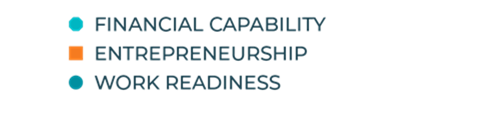 FINANCIAL CAPABILITY
ENTREPRENEURSHIP
WORK READINESS